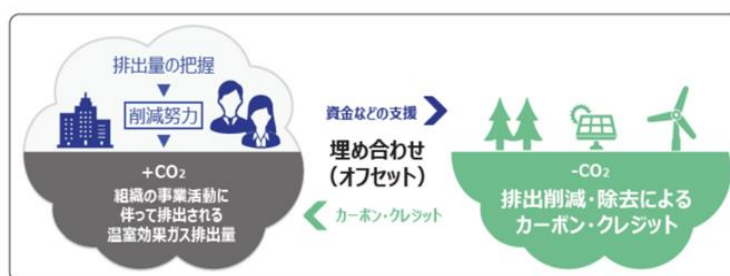 排出量の把握
削減努力
+CO₂
組織の事業活動に
伴って排出される
温室効果ガス排出量
資金などの支援
埋め合わせ
（オフセット）
カーボン・クレジット
-CO₂
排出削減・除去による
カーボン・クレジット